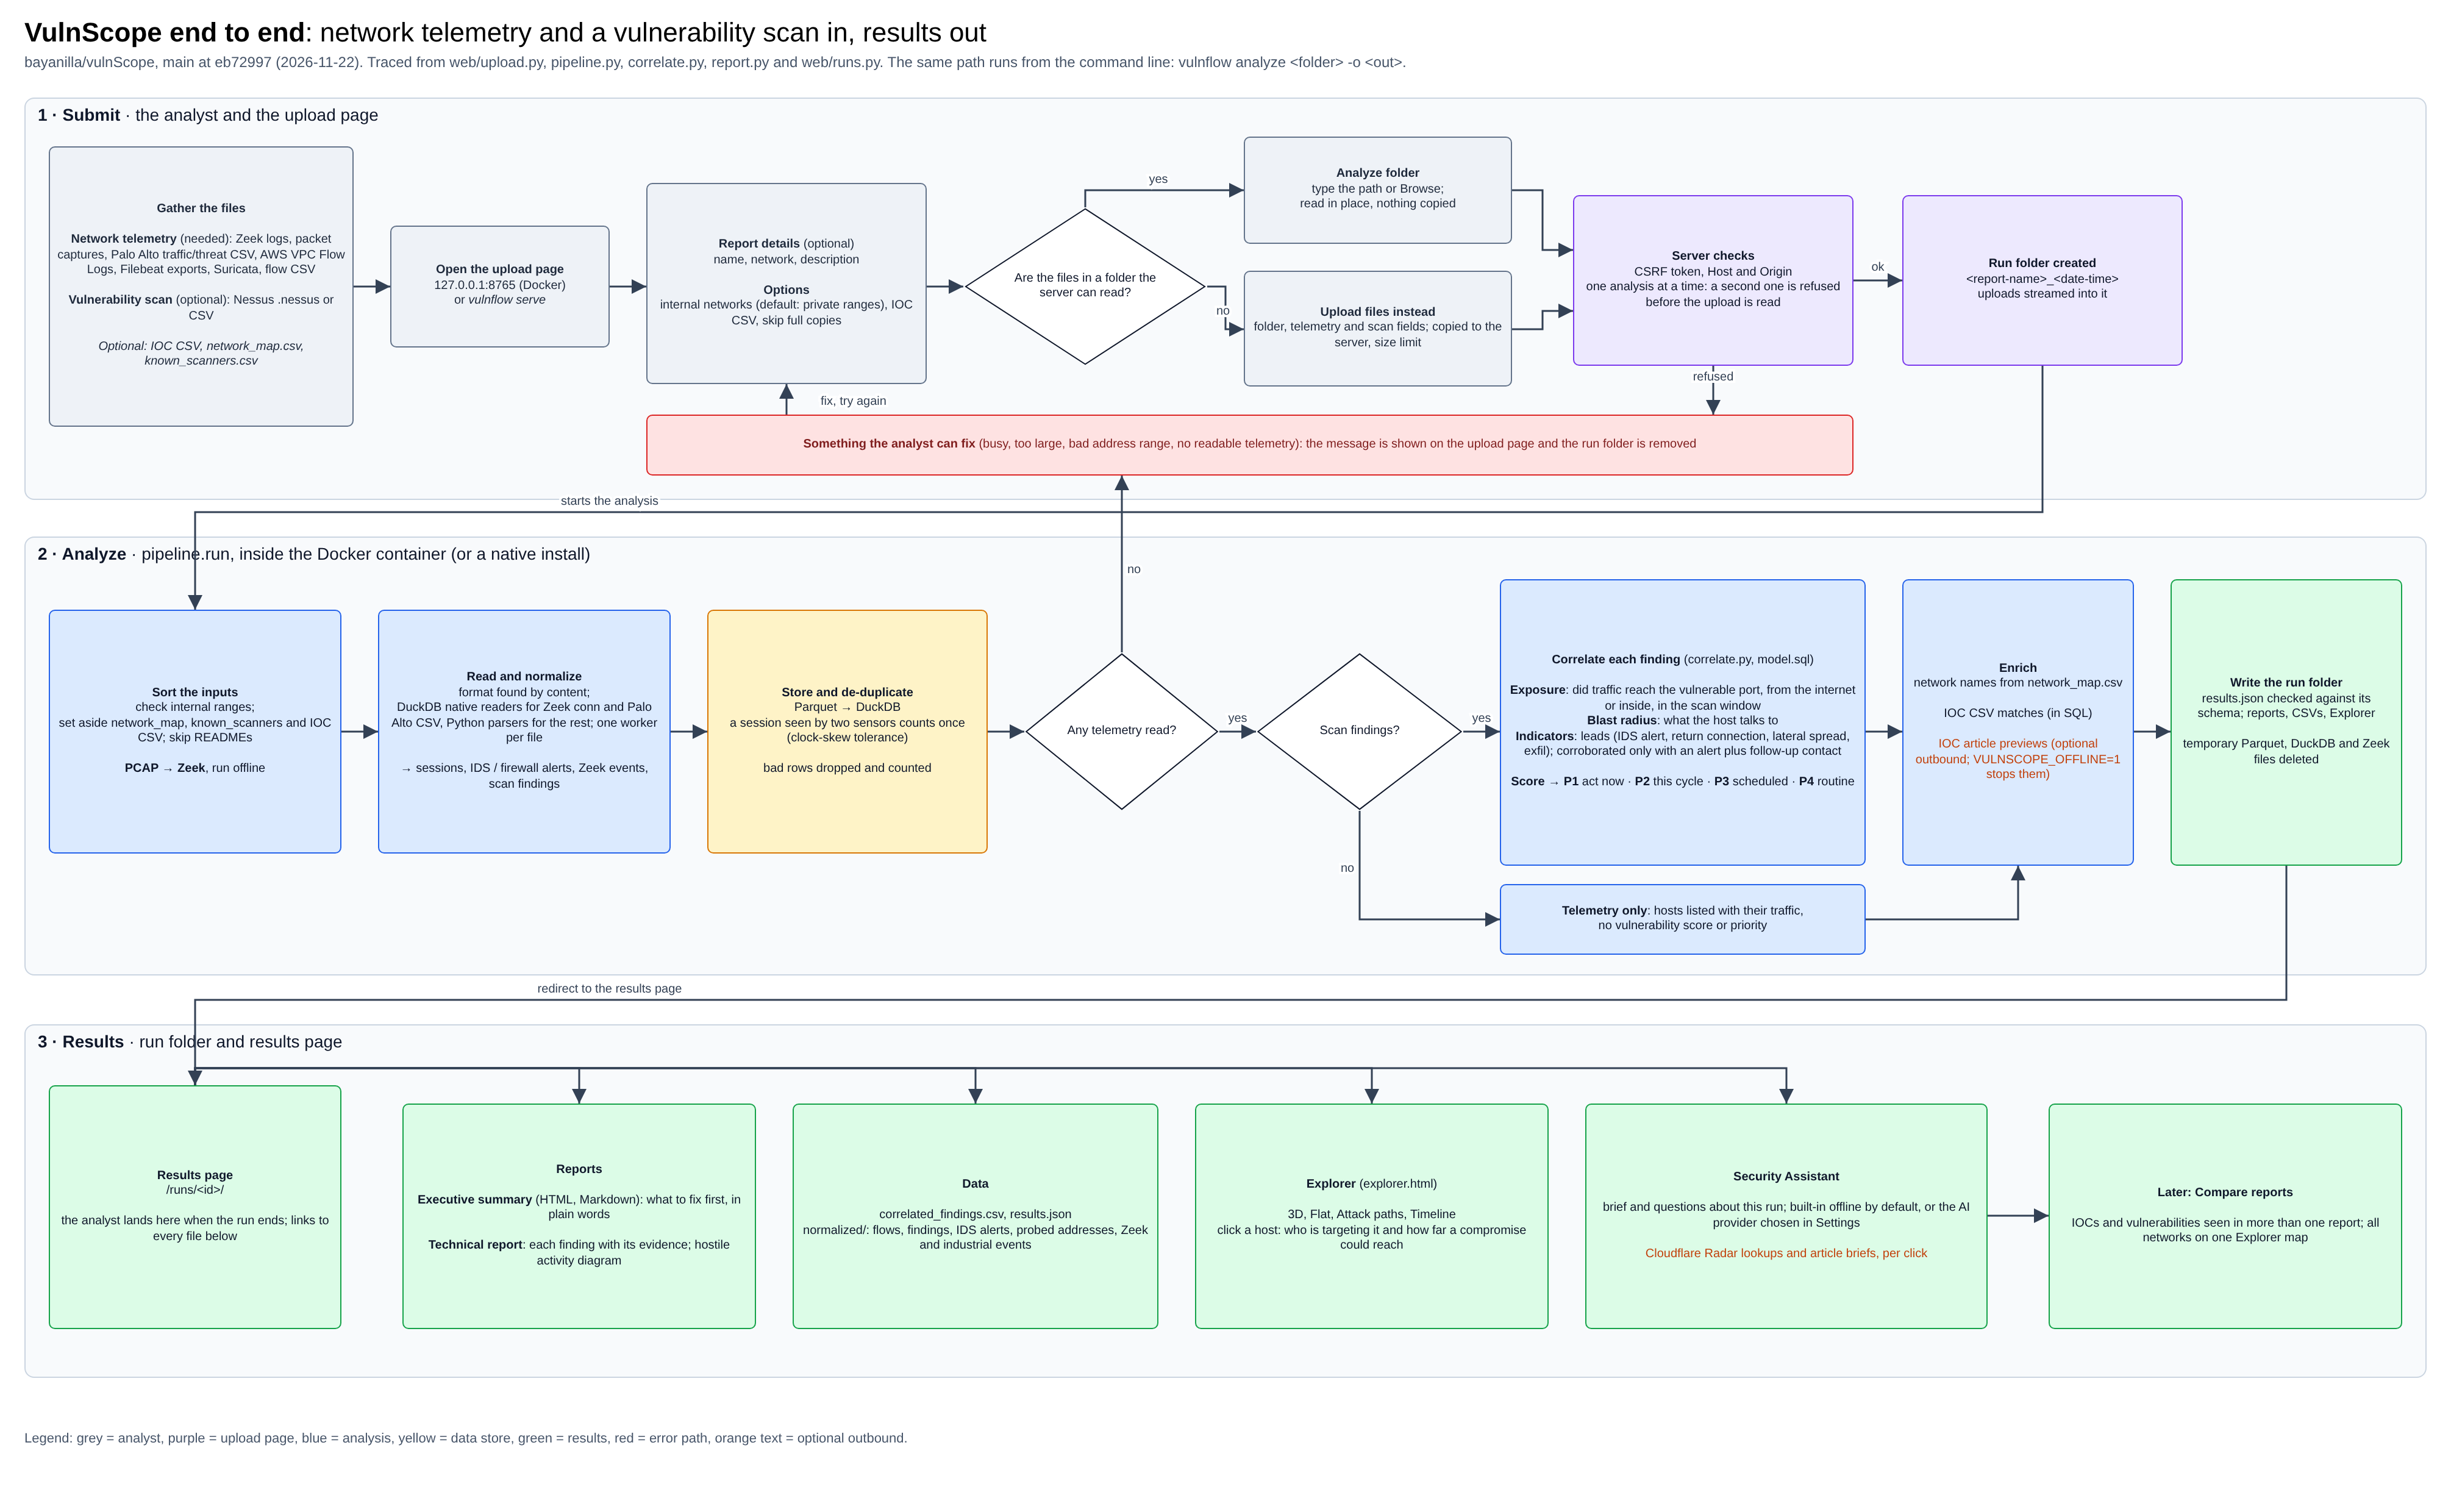 VulnScope end to end: network telemetry and a vulnerability scan in, results out
bayanilla/vulnScope, main at eb72997 (2026-11-22). Traced from web/upload.py, pipeline.py, correlate.py, report.py and web/runs.py. The same path runs from the command line: vulnflow analyze <folder> -o <out>.
1 · Submit · the analyst and the upload page
Gather the files
Network telemetry (needed): Zeek logs, packet
captures, Palo Alto traffic/threat CSV, AWS VPC Flow
Logs, Filebeat exports, Suricata, flow CSV
Vulnerability scan (optional): Nessus .nessus or
CSV
Optional: IOC CSV, network_map.csv,
known_scanners.csv
Open the upload page
127.0.0.1:8765 (Docker)
or vulnflow serve
Report details (optional)
name, network, description
Options
internal networks (default: private ranges), IOC
CSV, skip full copies
Are the files in a folder the
server can read?
yes
no
Analyze folder
type the path or Browse;
read in place, nothing copied
Upload files instead
folder, telemetry and scan fields; copied to the
server, size limit
Server checks
CSRF token, Host and Origin
one analysis at a time: a second one is refused
before the upload is read
ok
Run folder created
<report-name>_<date-time>
uploads streamed into it
refused
fix, try again
Something the analyst can fix (busy, too large, bad address range, no readable telemetry): the message is shown on the upload page and the run folder is removed
starts the analysis
2 · Analyze · pipeline.run, inside the Docker container (or a native install)
Sort the inputs
check internal ranges;
set aside network_map, known_scanners and IOC
CSV; skip READMEs
PCAP → Zeek, run offline
Read and normalize
format found by content;
DuckDB native readers for Zeek conn and Palo
Alto CSV, Python parsers for the rest; one worker
per file
→ sessions, IDS / firewall alerts, Zeek events,
scan findings
Store and de-duplicate
Parquet → DuckDB
a session seen by two sensors counts once
(clock-skew tolerance)
bad rows dropped and counted
Any telemetry read?
no
yes
Scan findings?
yes
no
Correlate each finding (correlate.py, model.sql)
Exposure: did traffic reach the vulnerable port, from the internet
or inside, in the scan window
Blast radius: what the host talks to
Indicators: leads (IDS alert, return connection, lateral spread,
exfil); corroborated only with an alert plus follow-up contact
Score → P1 act now · P2 this cycle · P3 scheduled · P4 routine
Telemetry only: hosts listed with their traffic,
no vulnerability score or priority
Enrich
network names from network_map.csv
IOC CSV matches (in SQL)
IOC article previews (optional
outbound; VULNSCOPE_OFFLINE=1
stops them)
Write the run folder
results.json checked against its
schema; reports, CSVs, Explorer
temporary Parquet, DuckDB and Zeek
files deleted
redirect to the results page
3 · Results · run folder and results page
Results page
/runs/<id>/
the analyst lands here when the run ends; links to
every file below
Reports
Executive summary (HTML, Markdown): what to fix first, in
plain words
Technical report: each finding with its evidence; hostile
activity diagram
Data
correlated_findings.csv, results.json
normalized/: flows, findings, IDS alerts, probed addresses, Zeek
and industrial events
Explorer (explorer.html)
3D, Flat, Attack paths, Timeline
click a host: who is targeting it and how far a compromise
could reach
Security Assistant
brief and questions about this run; built-in offline by default, or the AI
provider chosen in Settings
Cloudflare Radar lookups and article briefs, per click
Later: Compare reports
IOCs and vulnerabilities seen in more than one report; all
networks on one Explorer map
Legend: grey = analyst, purple = upload page, blue = analysis, yellow = data store, green = results, red = error path, orange text = optional outbound.